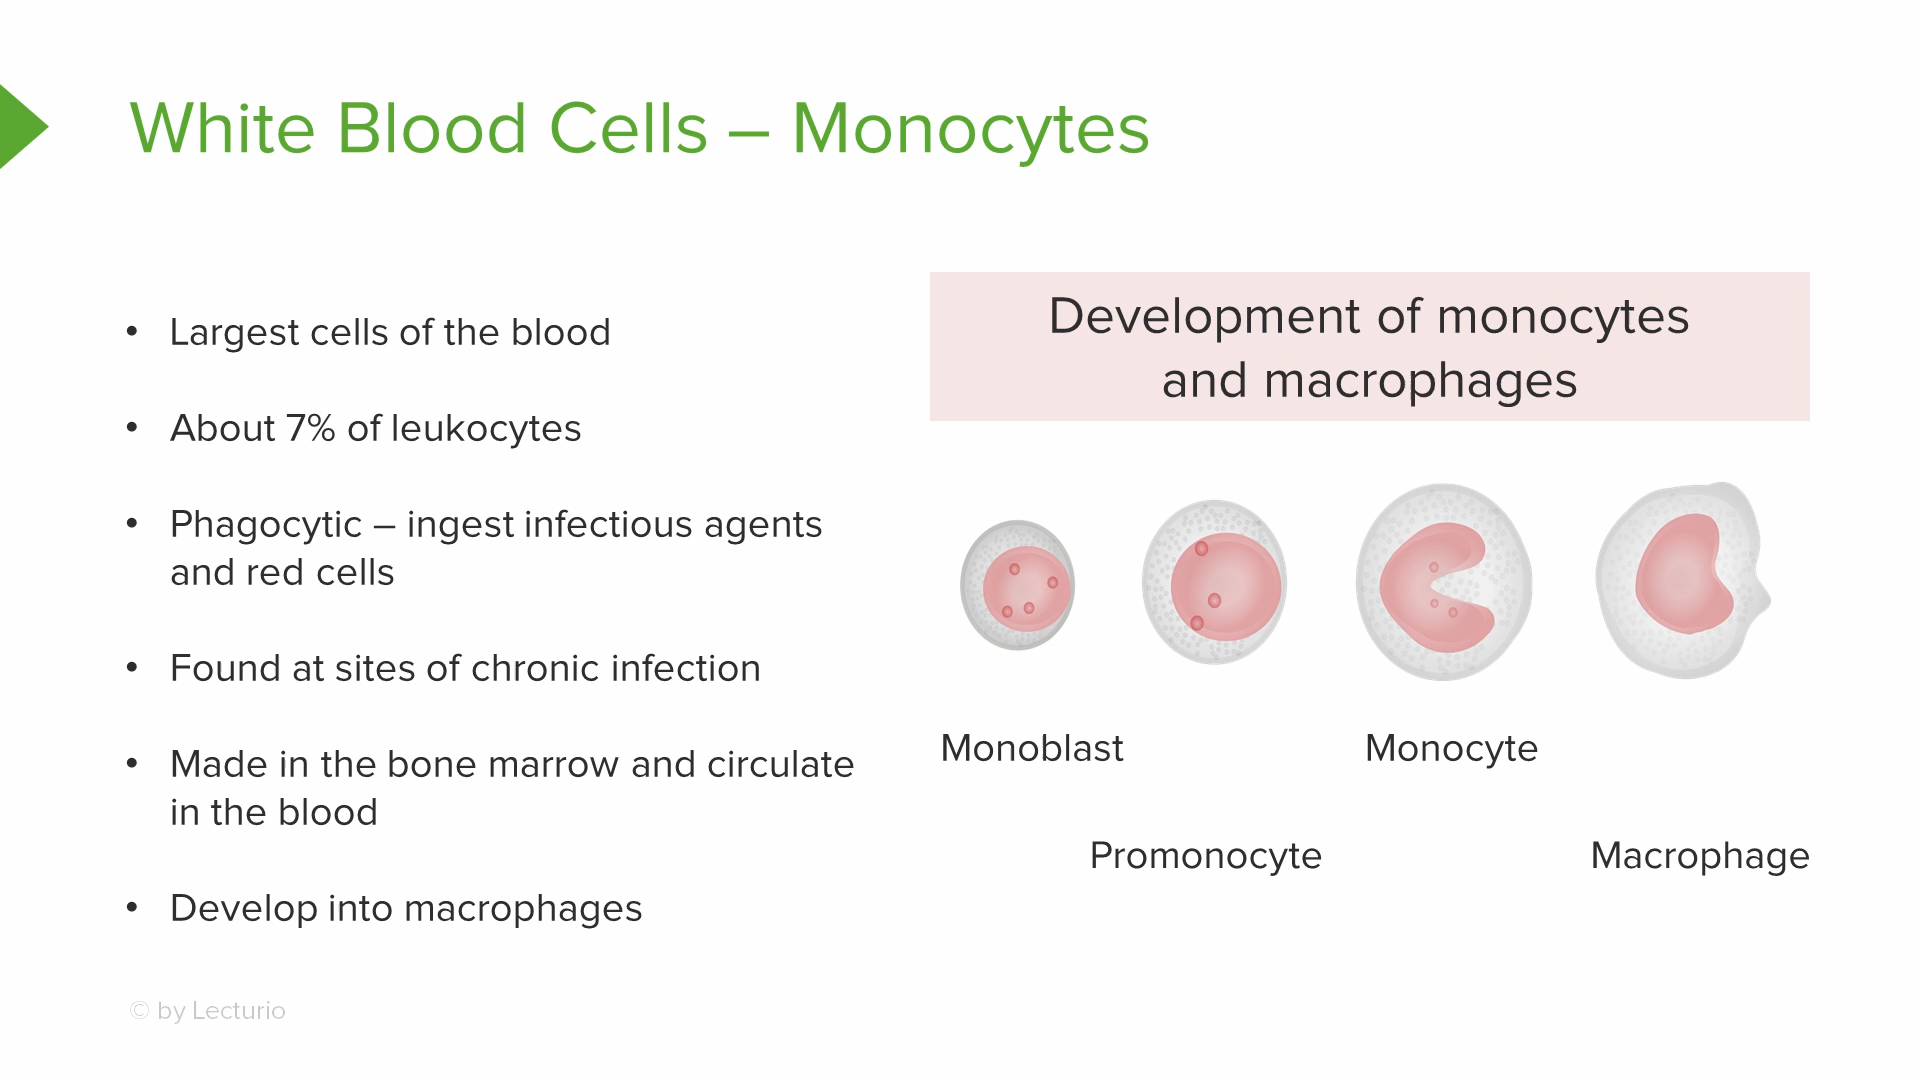 White Blood Cells – Monocytes
• Largest cells of the blood
• About 7% of leukocytes
• Phagocytic – ingest infectious agents
and red cells
• Found at sites of chronic infection
• Made in the bone marrow and circulate
in the blood
• Develop into macrophages
Development of monocytes
and macrophages
Monoblast
Promonocyte
Monocyte
Macrophage
© by Lecturio